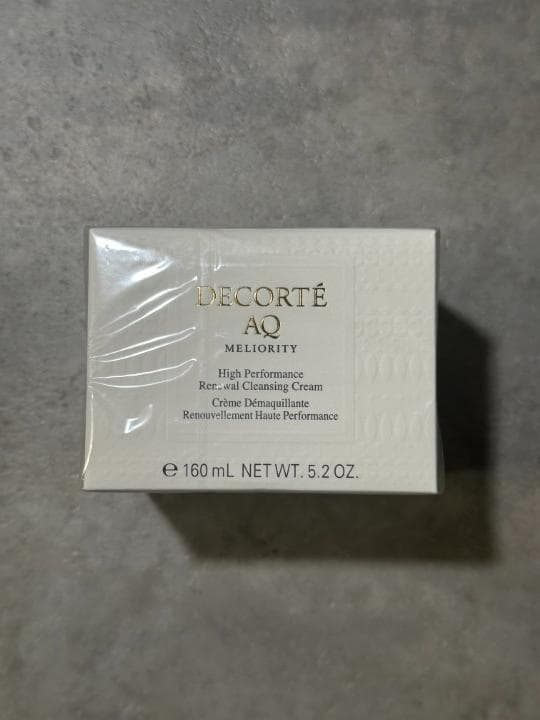 DECORTÉ
AQ
MELIORITY
High Performance
Renewal Cleansing Cream
Crème Démaquillante
Renouvellement Haute Performance
℮ 160 mL NET WT. 5.2 OZ.